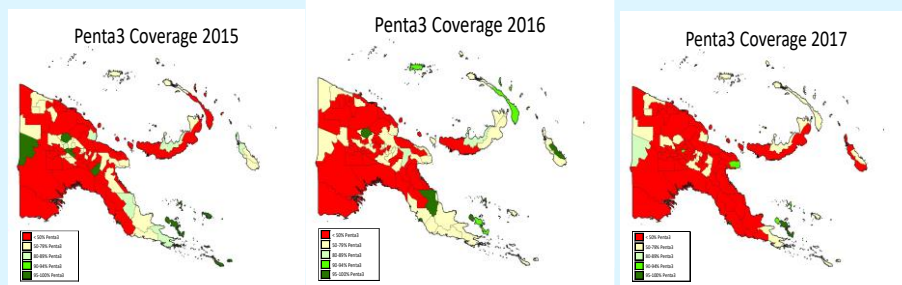 Penta3 Coverage 2015
< 50% Penta3
50-79% Penta3
80-89% Penta3
90-94% Penta3
95-100% Penta3
Penta3 Coverage 2016
< 50% Penta3
50-79% Penta3
80-89% Penta3
90-94% Penta3
95-100% Penta3
Penta3 Coverage 2017
< 50% Penta3
50-79% Penta3
80-89% Penta3
90-94% Penta3
95-100% Penta3